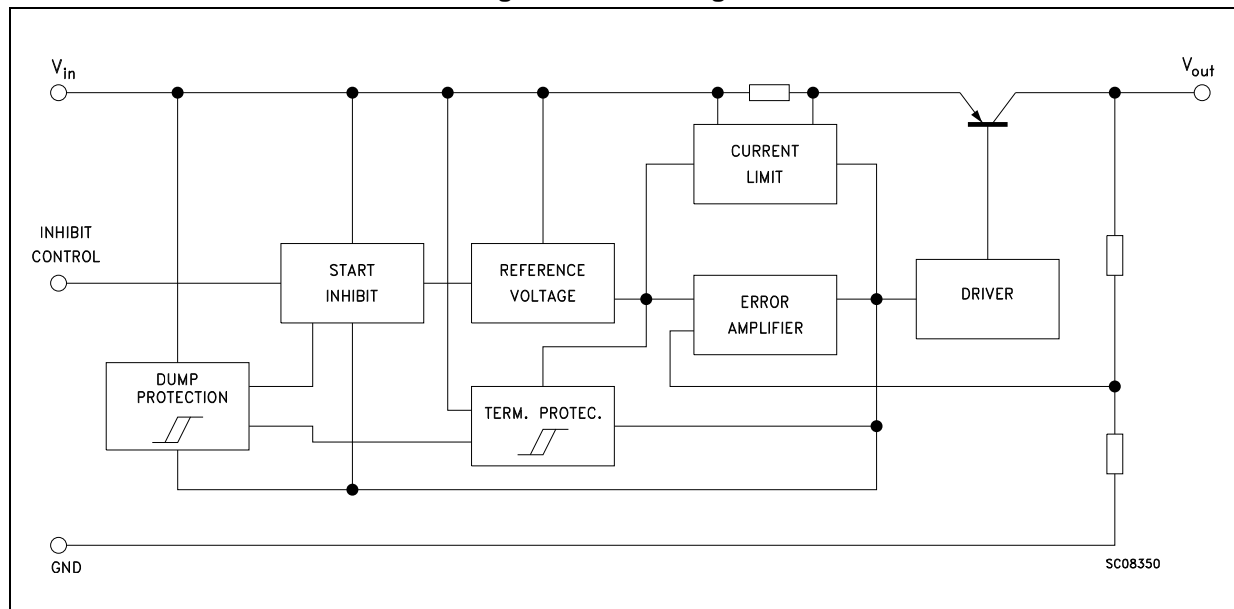 V_in
V_out
CURRENT
LIMIT
INHIBIT
CONTROL
START
INHIBIT
REFERENCE
VOLTAGE
ERROR
AMPLIFIER
DRIVER
DUMP
PROTECTION
TERM. PROTEC.
GND
SC08350